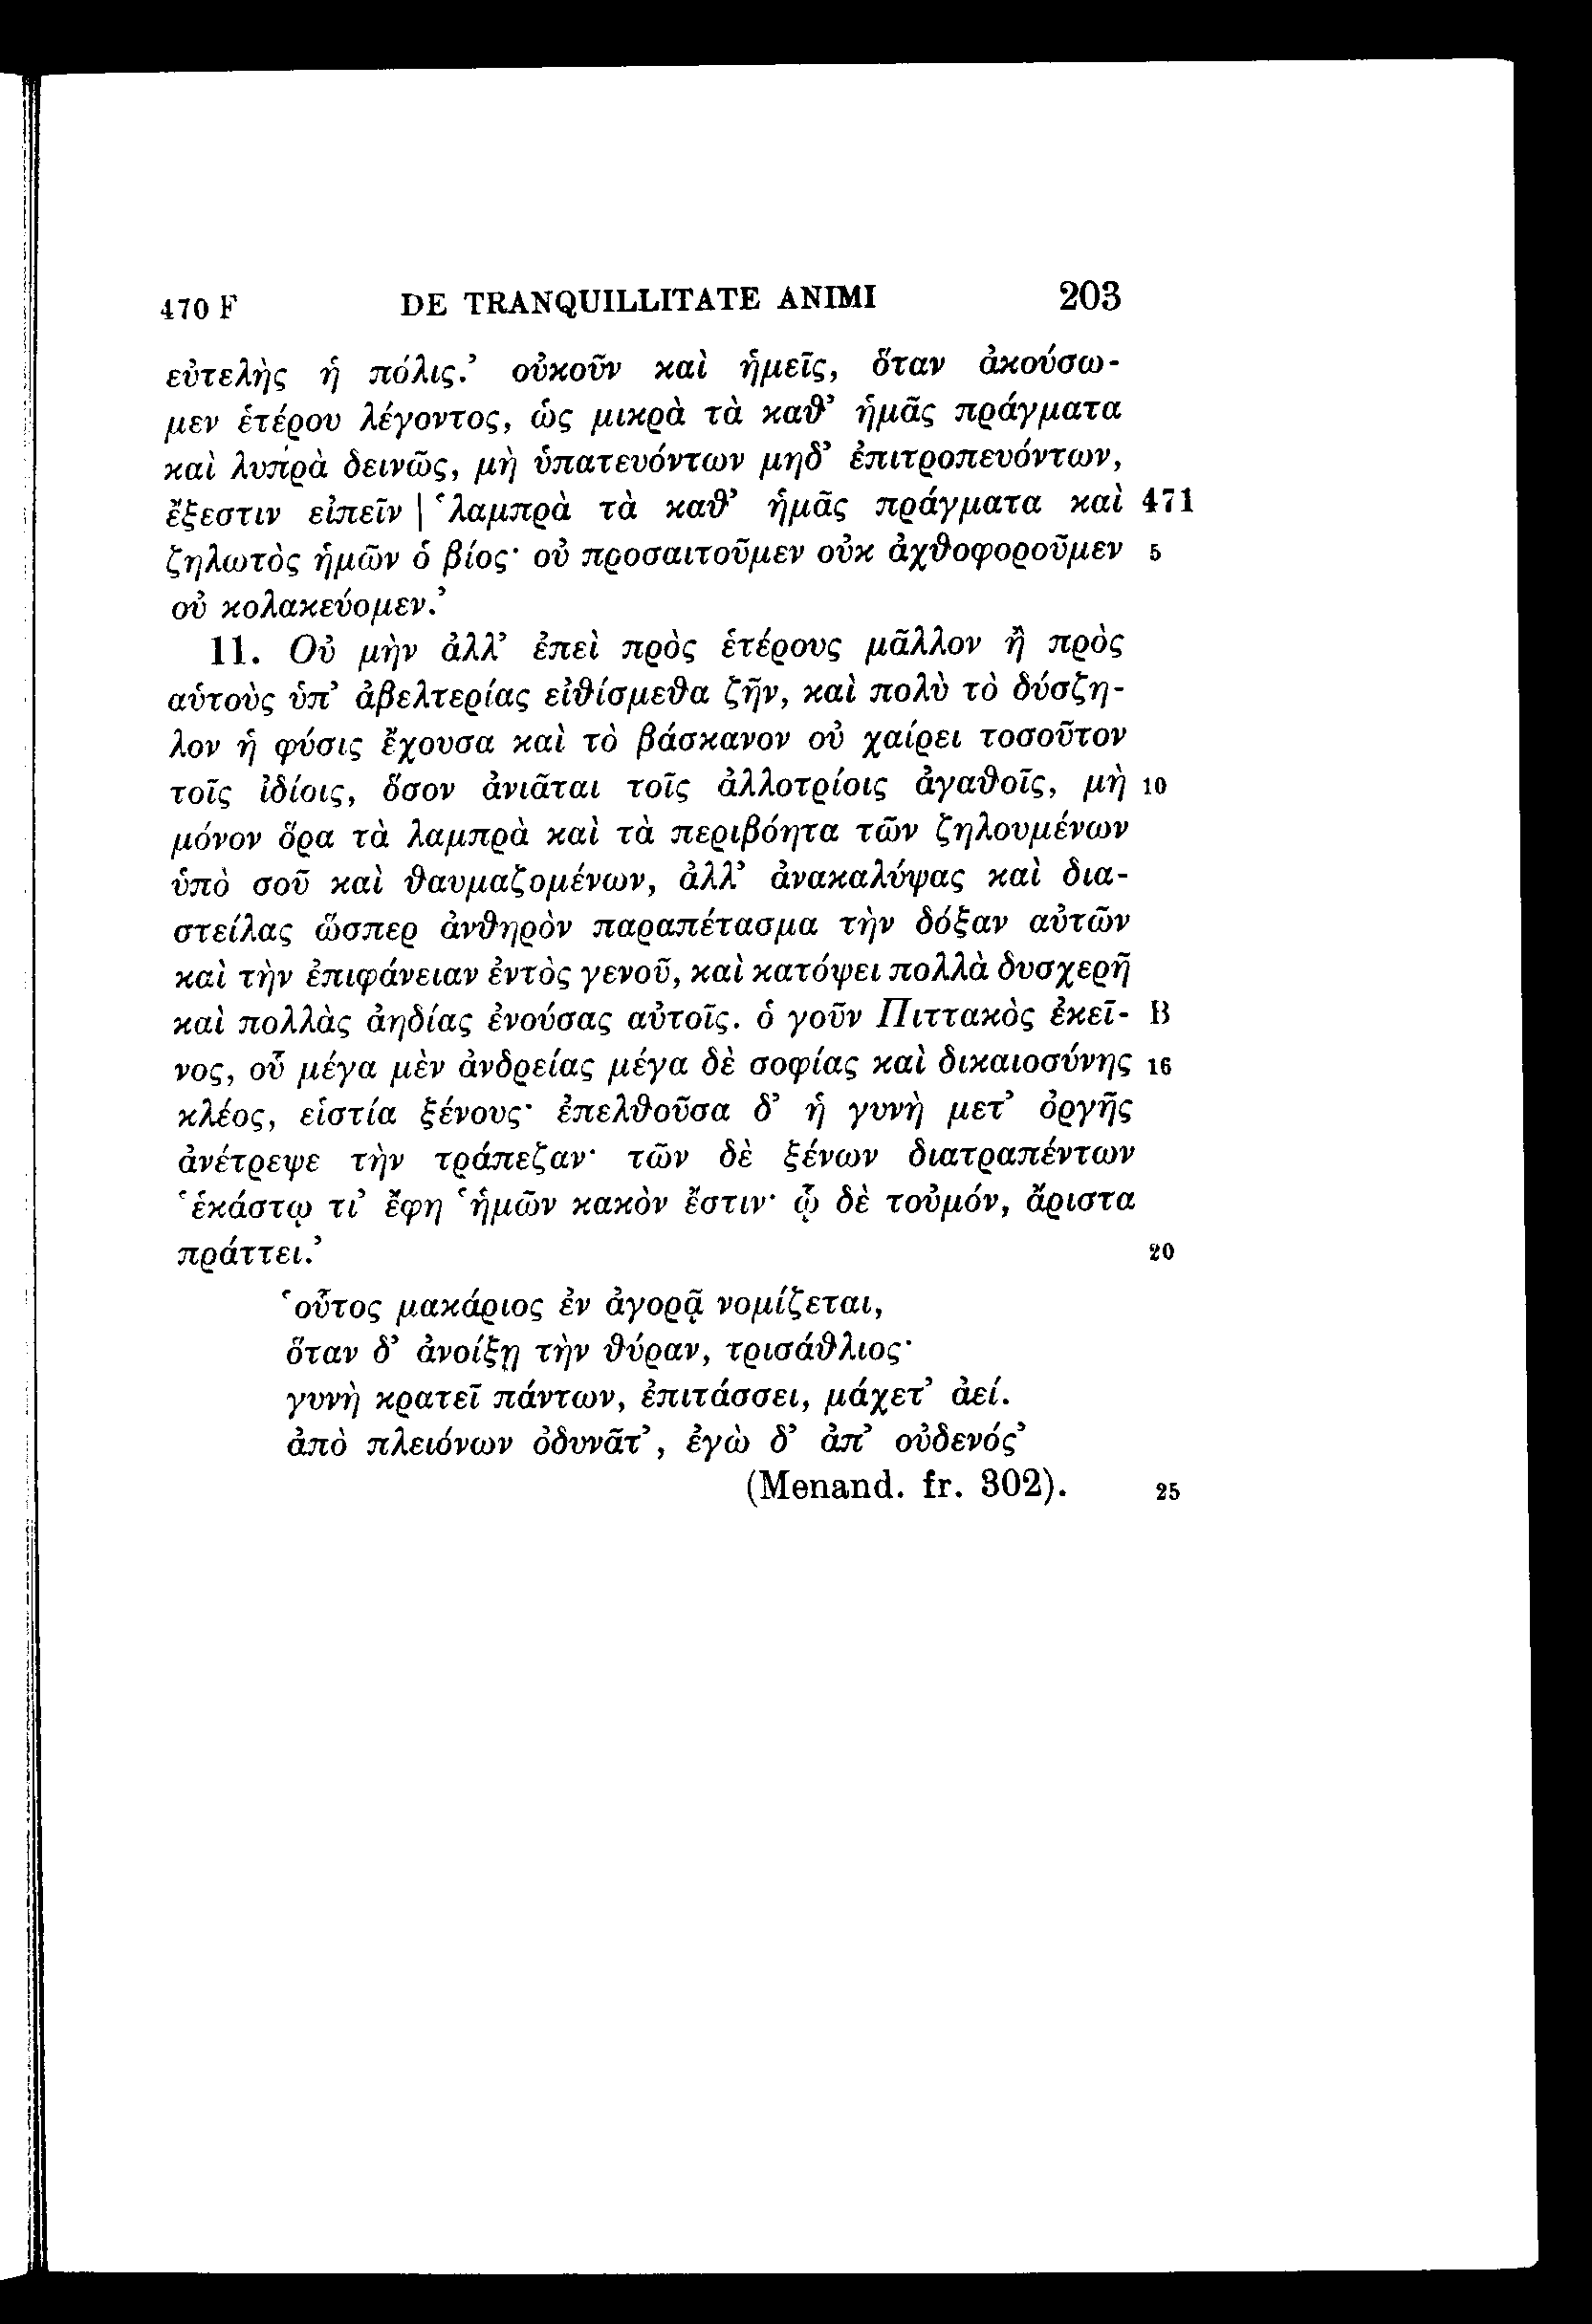 470 F DE TRANQUILLITATE ANIMI 203
εὐτελὴς ἡ πόλις.’ οὐκοῦν καὶ ἡμεῖς, ὅταν ἀκούσω-
μεν ἑτέρου λέγοντος, ὡς μικρὰ τὰ καθ’ ἡμᾶς πράγματα
καὶ λυπρὰ δεινῶς, μὴ ὑπατευόντων μηδ’ ἐπιτροπευόντων,
ἔξεστιν εἰπεῖν | ‘λαμπρὰ τὰ καθ’ ἡμᾶς πράγματα καὶ 471
ζηλωτὸς ἡμῶν ὁ βίος· οὐ προσαιτοῦμεν οὐκ ἀχθοφοροῦμεν 5
οὐ κολακεύομεν.’
11. Οὐ μὴν ἀλλ’ ἐπεὶ πρὸς ἑτέρους μᾶλλον ἢ πρὸς
αὑτοὺς ὑπ’ ἀβελτερίας εἰθίσμεθα ζῆν, καὶ πολὺ τὸ δύσζη-
λον ἡ φύσις ἔχουσα καὶ τὸ βάσκανον οὐ χαίρει τοσοῦτον
τοῖς ἰδίοις, ὅσον ἀνιᾶται τοῖς ἀλλοτρίοις ἀγαθοῖς, μὴ 10
μόνον ὅρα τὰ λαμπρὰ καὶ τὰ περιβόητα τῶν ζηλουμένων
ὑπὸ σοῦ καὶ θαυμαζομένων, ἀλλ’ ἀνακαλύψας καὶ δια-
στείλας ὥσπερ ἀνθηρὸν παραπέτασμα τὴν δόξαν αὐτῶν
καὶ τὴν ἐπιφάνειαν ἐντὸς γενοῦ, καὶ κατόψει πολλὰ δυσχερῆ
καὶ πολλὰς ἀηδίας ἐνούσας αὐτοῖς. ὁ γοῦν Πιττακὸς ἐκεῖ- B
νος, οὗ μέγα μὲν ἀνδρείας μέγα δὲ σοφίας καὶ δικαιοσύνης 16
κλέος, εἱστία ξένους· ἐπελθοῦσα δ’ ἡ γυνὴ μετ’ ὀργῆς
ἀνέτρεψε τὴν τράπεζαν· τῶν δὲ ξένων διατραπέντων
‘ἑκάστῳ τι’ ἔφη ‘ἡμῶν κακὸν ἔστιν· ᾧ δὲ τοὐμόν, ἄριστα
πράττει.’ 20
‘οὗτος μακάριος ἐν ἀγορᾷ νομίζεται,
ὅταν δ’ ἀνοίξῃ τὴν θύραν, τρισάθλιος·
γυνὴ κρατεῖ πάντων, ἐπιτάσσει, μάχετ’ ἀεί.
ἀπὸ πλειόνων ὀδυνᾶτ’, ἐγὼ δ’ ἀπ’ οὐδενός’
(Menand. fr. 302). 25